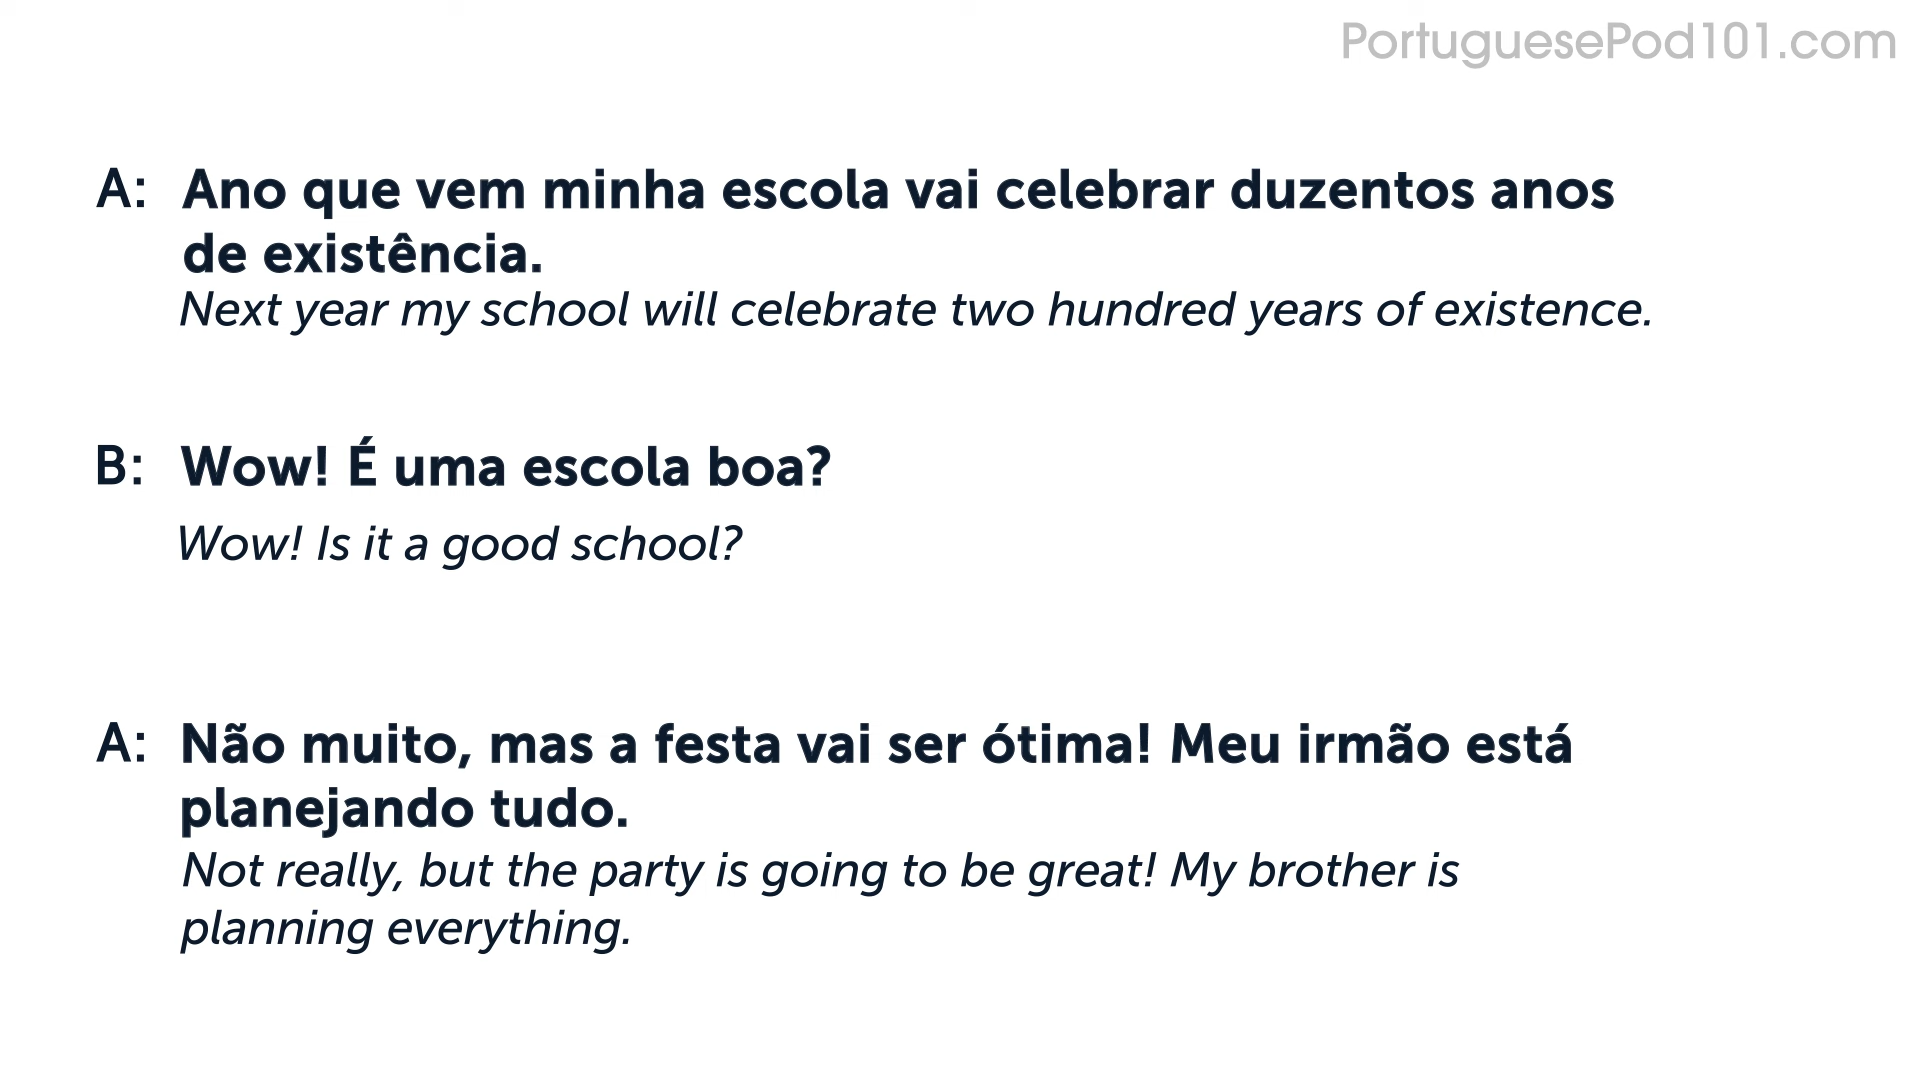 PortuguesePod101.com
A: Ano que vem minha escola vai celebrar duzentos anos
de existência.
Next year my school will celebrate two hundred years of existence.
B: Wow! É uma escola boa?
Wow! Is it a good school?
A: Não muito, mas a festa vai ser ótima! Meu irmão está
planejando tudo.
Not really, but the party is going to be great! My brother is
planning everything.